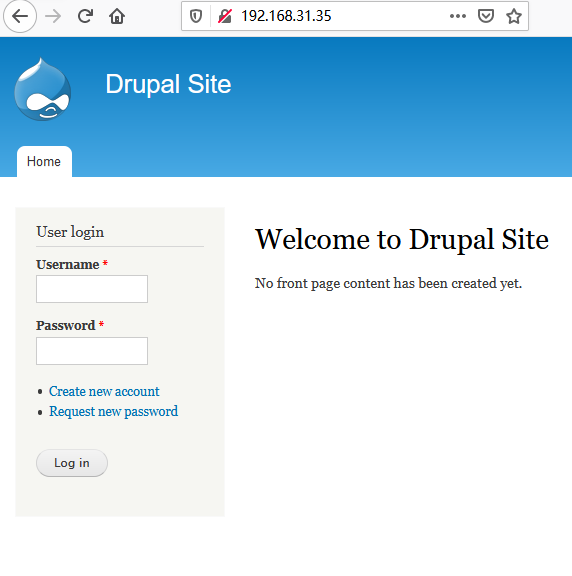 192.168.31.35
Drupal Site
Home
User login
Username *
Password *
Create new account
Request new password
Log in
Welcome to Drupal Site
No front page content has been created yet.